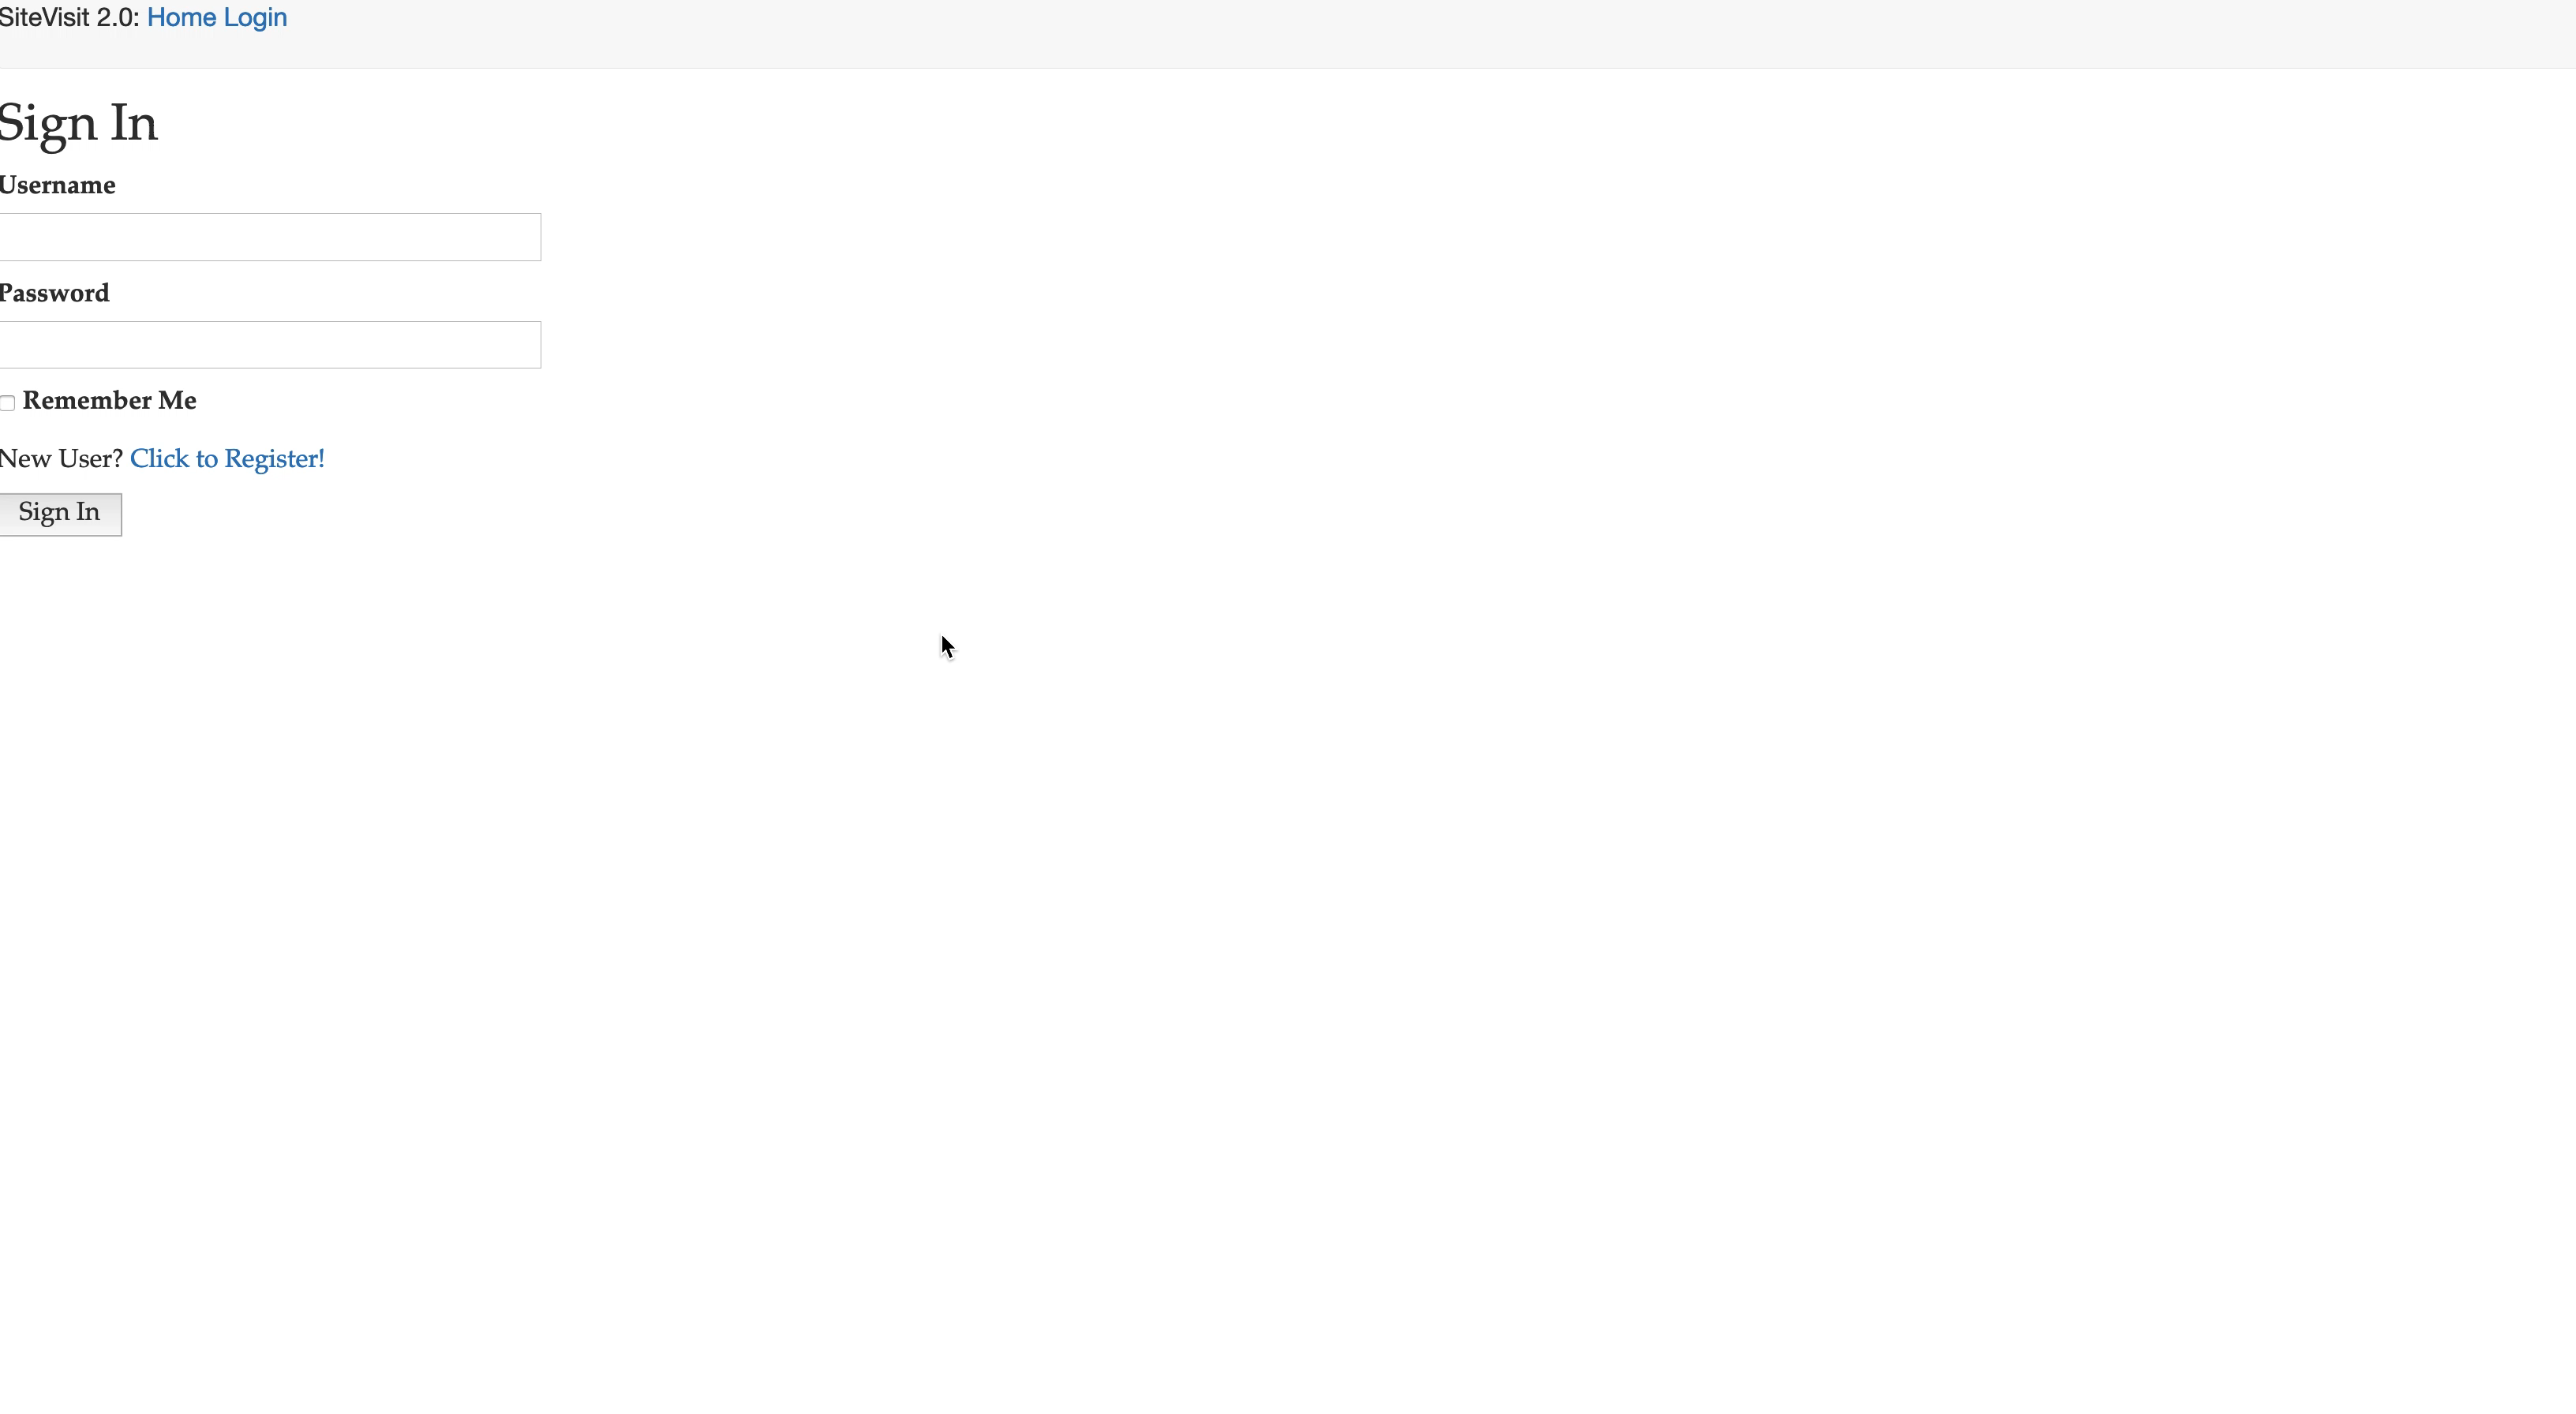 SiteVisit 2.0: Home Login
Sign In
Username
Password
Remember Me
New User? Click to Register!
Sign In